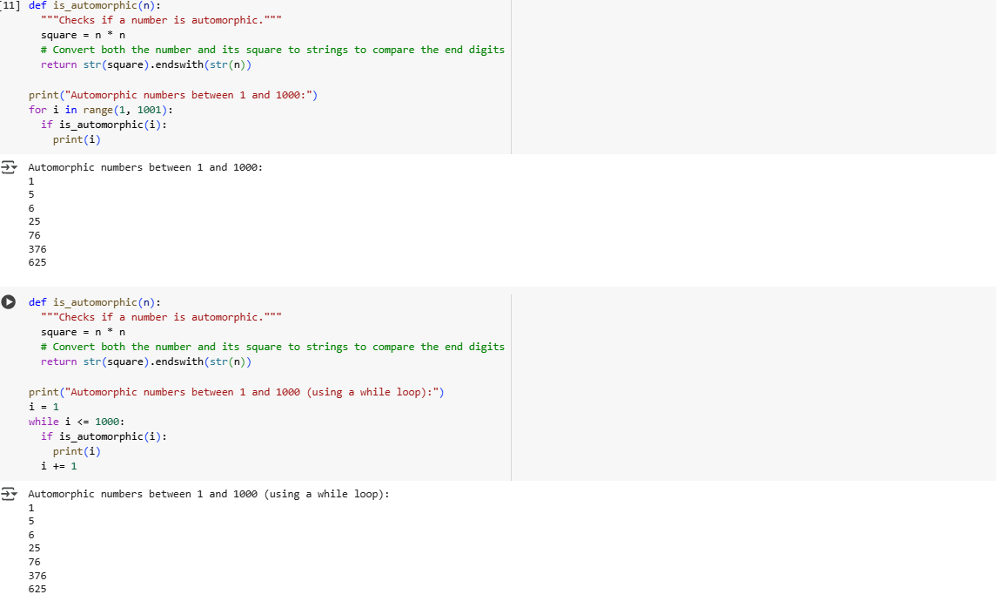 [11] def is_automorphic(n):
  """Checks if a number is automorphic."""
  square = n * n
  # Convert both the number and its square to strings to compare the end digits
  return str(square).endswith(str(n))

print("Automorphic numbers between 1 and 1000:")
for i in range(1, 1001):
  if is_automorphic(i):
    print(i)
Automorphic numbers between 1 and 1000:
1
5
6
25
76
376
625
def is_automorphic(n):
  """Checks if a number is automorphic."""
  square = n * n
  # Convert both the number and its square to strings to compare the end digits
  return str(square).endswith(str(n))

print("Automorphic numbers between 1 and 1000 (using a while loop):")
i = 1
while i <= 1000:
  if is_automorphic(i):
    print(i)
  i += 1
Automorphic numbers between 1 and 1000 (using a while loop):
1
5
6
25
76
376
625